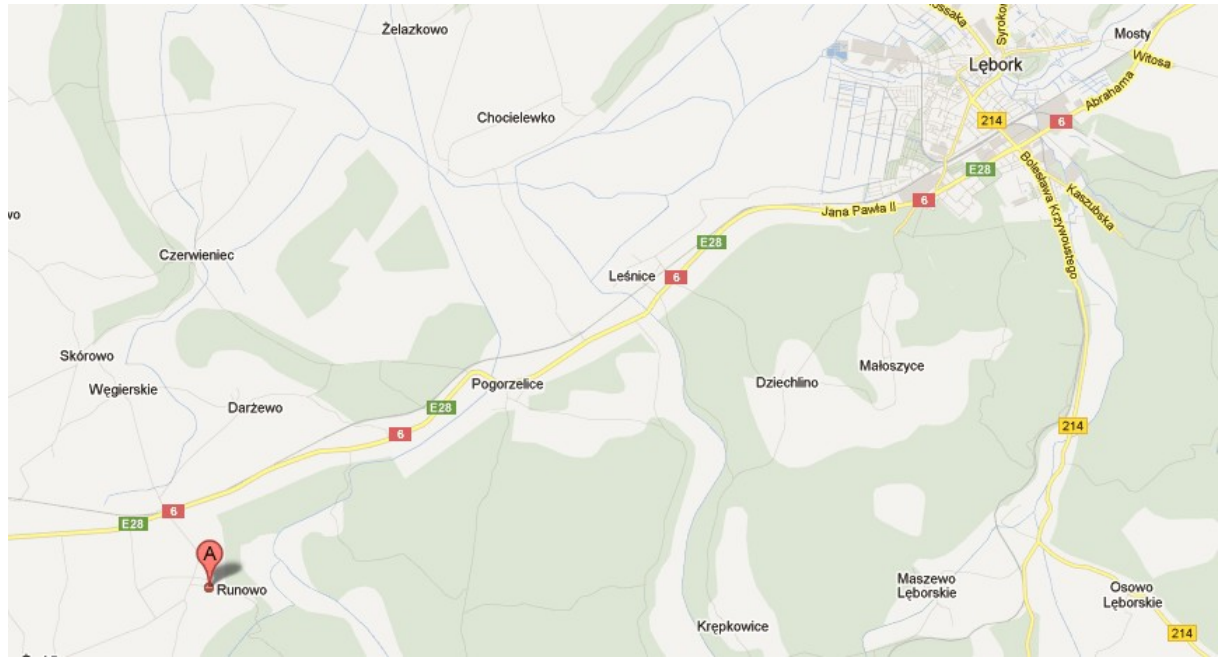 Żelazkowo
Mosty
Syrokor
Witosa
Lębork
Abrahama
Chocielewko
214
6
E28
Bolesława Krzywoustego
Kaszubska
6
Jana Pawła II
E28
Czerwieniec
Leśnice
6
Skórowo
Węgierskie
Pogorzelice
Dziechlino
Małoszyce
Darżewo
E28
6
214
6
E28
A
Runowo
Maszewo
Lęborskie
Osowo
Lęborskie
Krępkowice
214